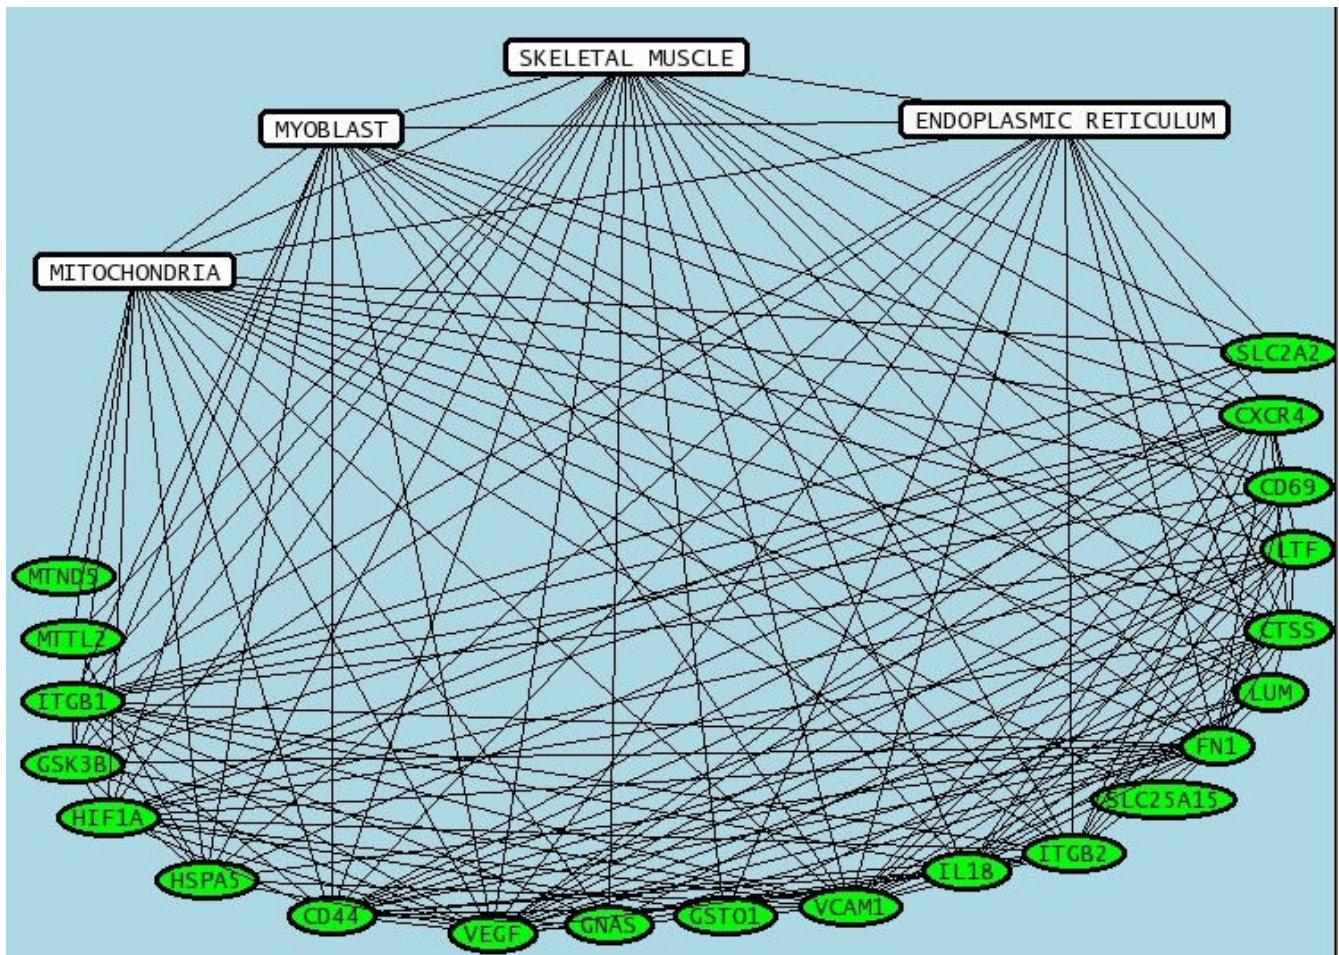 SKELETAL MUSCLE
MYOBLAST
ENDOPLASMIC RETICULUM
MITOCHONDRIA
SLC2A2
CXCR4
CD69
LTF
MTND5
CTSS
MTTL2
LUM
ITGB1
FN1
GSK3B
SLC25A15
HIF1A
ITGB2
IL18
HSPA5
VCAM1
CD44
GSTO1
GNAS
VEGF